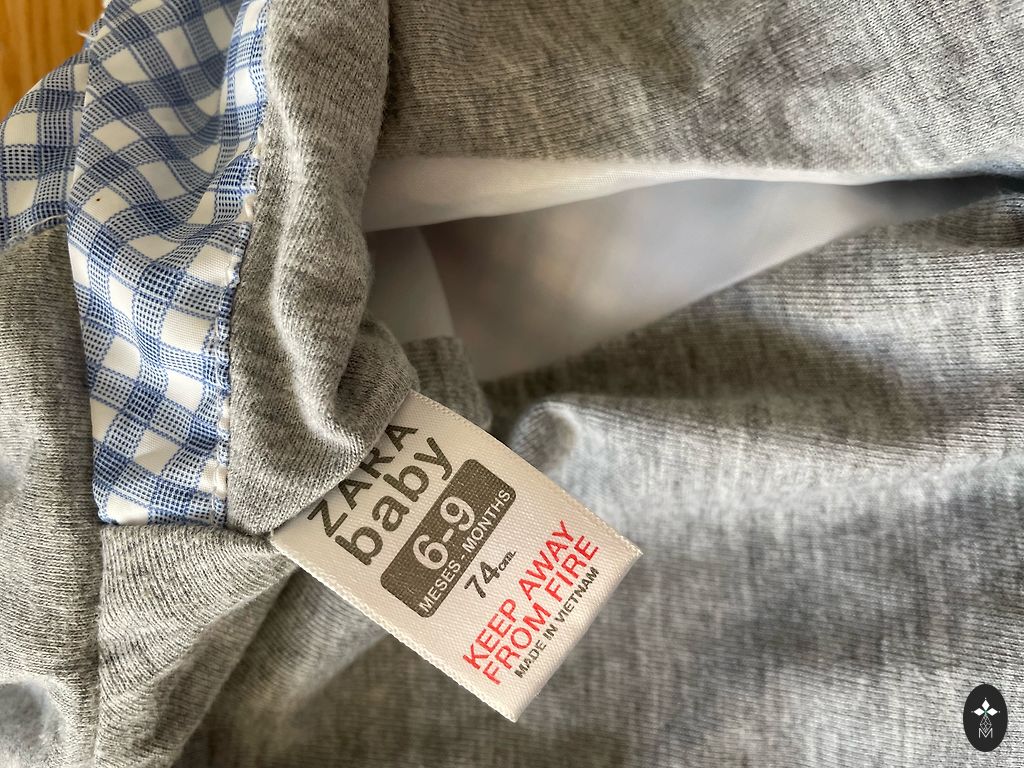 ZARA
baby
6-9
MESES - MONTHS
74cm
KEEP AWAY
FROM FIRE
MADE IN VIETNAM
M